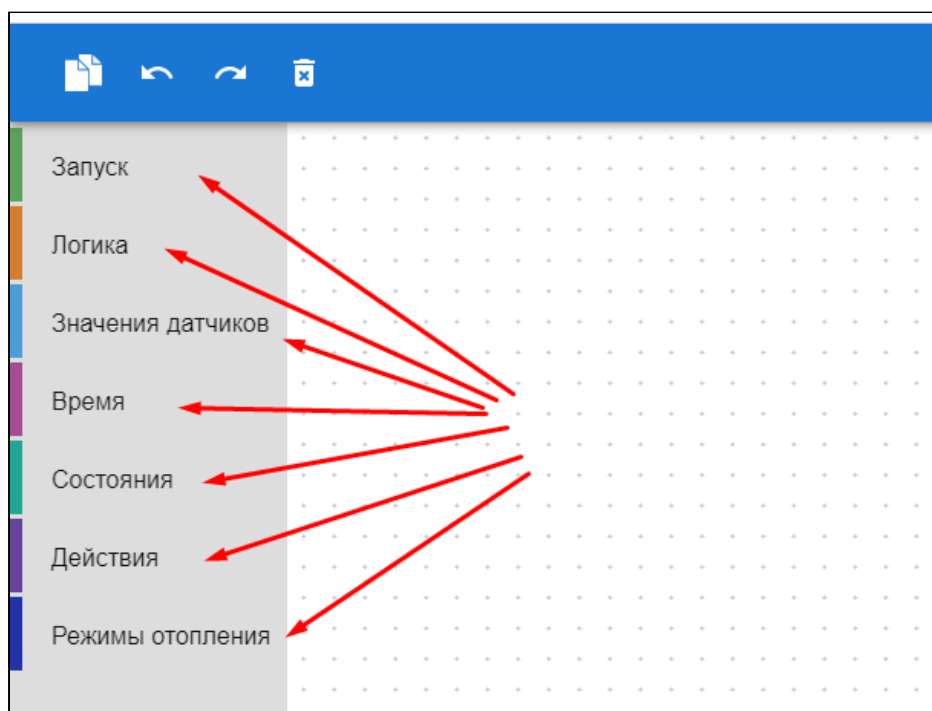 Запуск
Логика
Значения датчиков
Время
Состояния
Действия
Режимы отопления